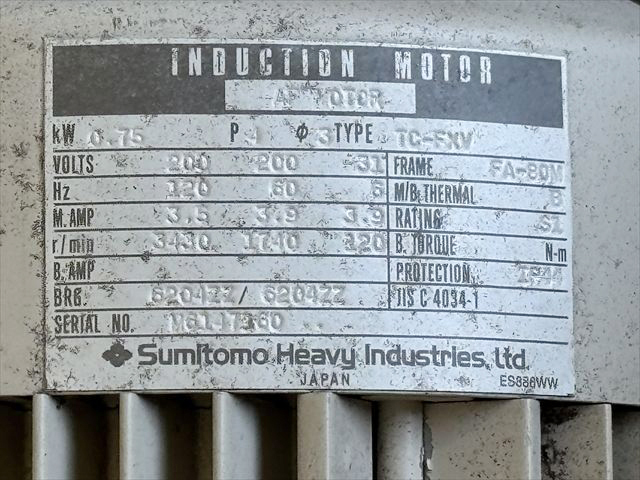 INDUCTION MOTOR
AF MOTOR
kW 0.75 P 4 Φ 3 TYPE TC-FXV
VOLTS 200 200 31 FRAME FA-80M
Hz 120 60 6 M/B THERMAL B
M. AMP 3.5 3.9 3.9 RATING S1
r/min 3430 1740 120 B. TORQUE N-m
B. AMP PROTECTION IP44
BRG. 6204ZZ/ 6204ZZ JIS C 4034-1
SERIAL NO.
Sumitomo Heavy Industries, Ltd.
JAPAN ES336WW